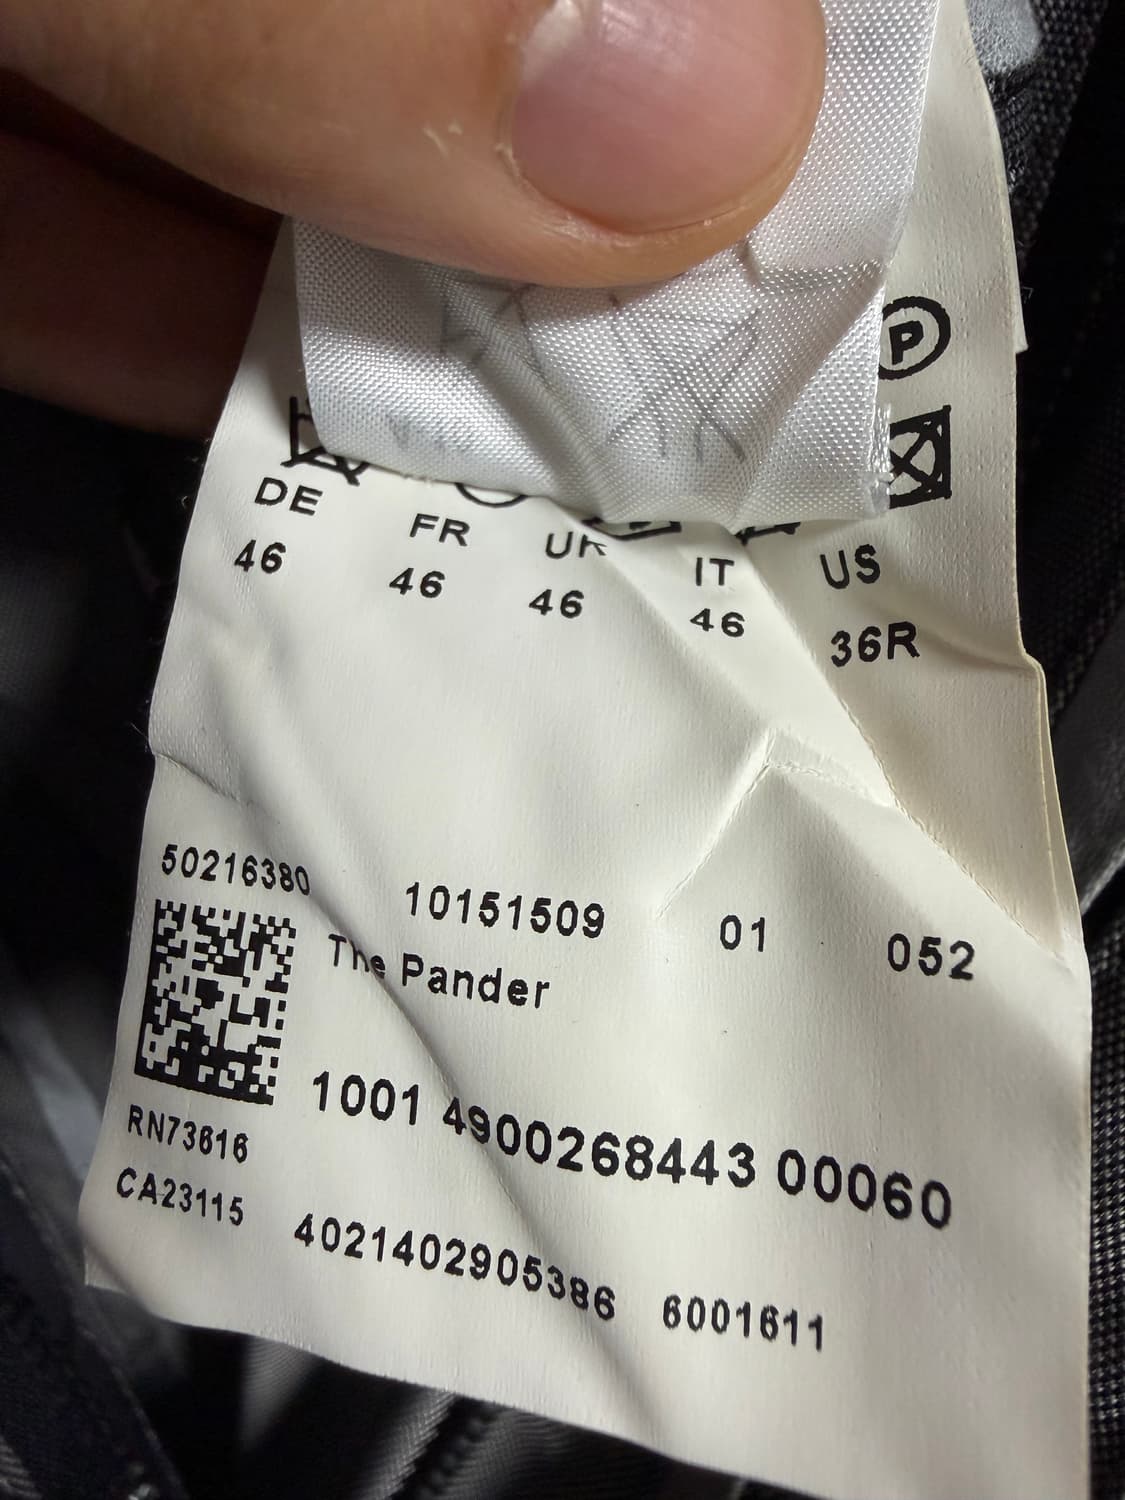 P
DE FR UK IT US
46 46 46 46 36R
50216380 10151509 01 052
The Pander
1001 4900268443 00060
RN73616
CA23115 4021402905386 6001611